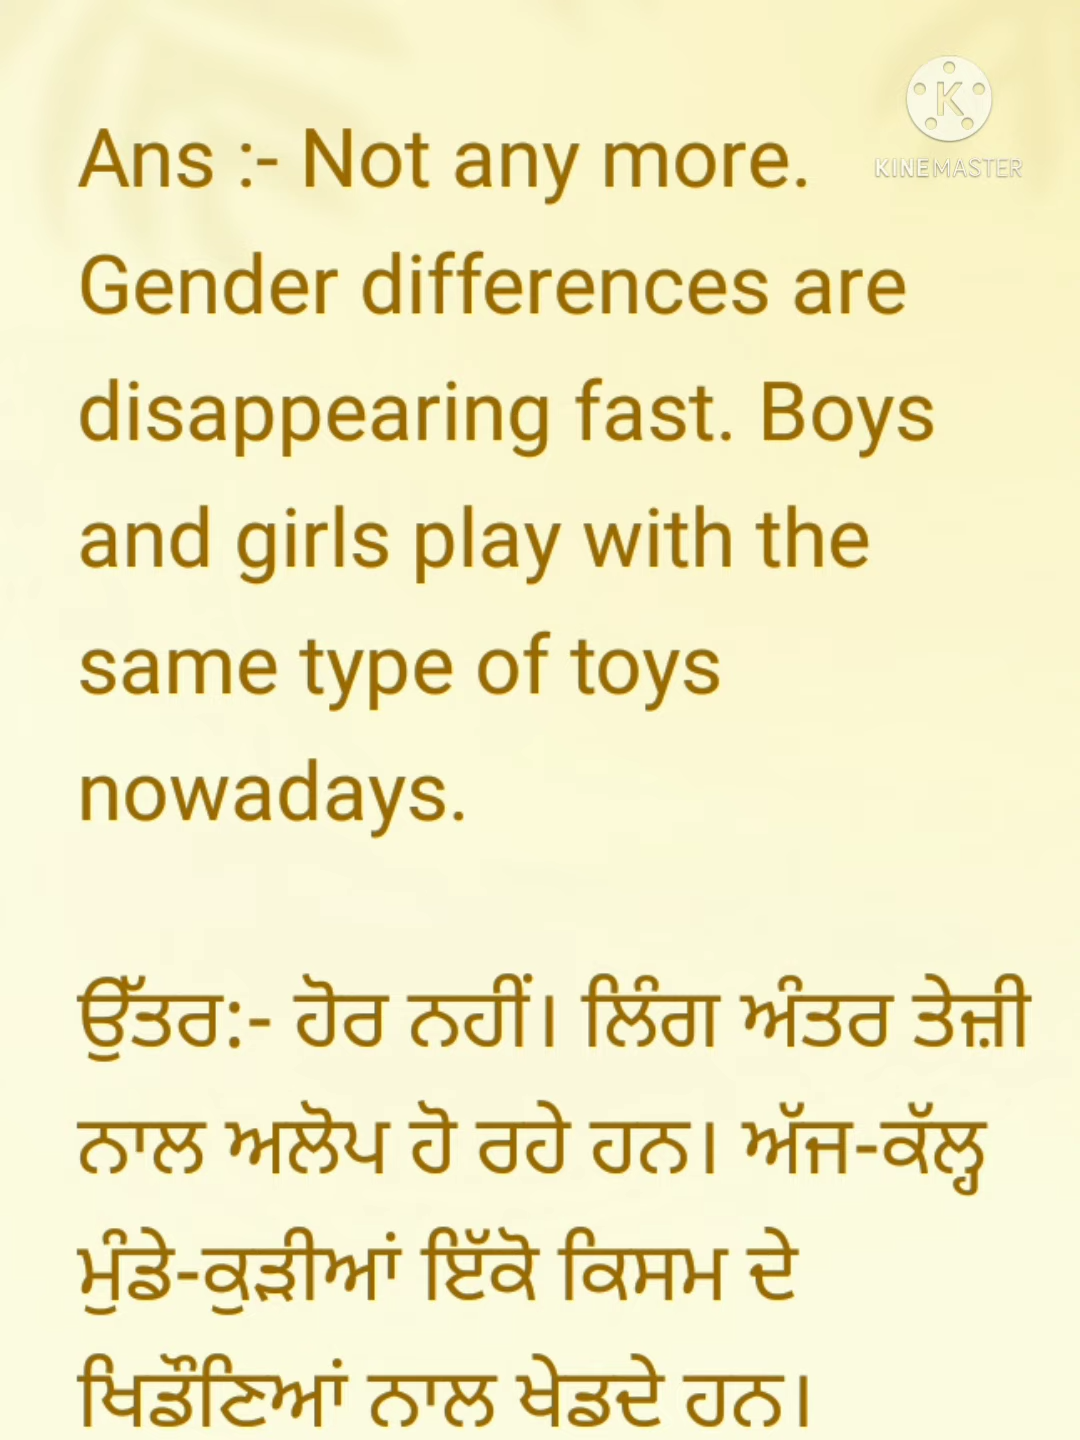 K
KINEMASTER
Ans :- Not any more.
Gender differences are
disappearing fast. Boys
and girls play with the
same type of toys
nowadays.
ਉੱਤਰ:- ਹੋਰ ਨਹੀਂ। ਲਿੰਗ ਅੰਤਰ ਤੇਜ਼ੀ
ਨਾਲ ਅਲੋਪ ਹੋ ਰਹੇ ਹਨ। ਅੱਜ-ਕੱਲ੍ਹ
ਮੁੰਡੇ-ਕੁੜੀਆਂ ਇੱਕੋ ਕਿਸਮ ਦੇ
ਖਿਡੌਣਿਆਂ ਨਾਲ ਖੇਡਦੇ ਹਨ।